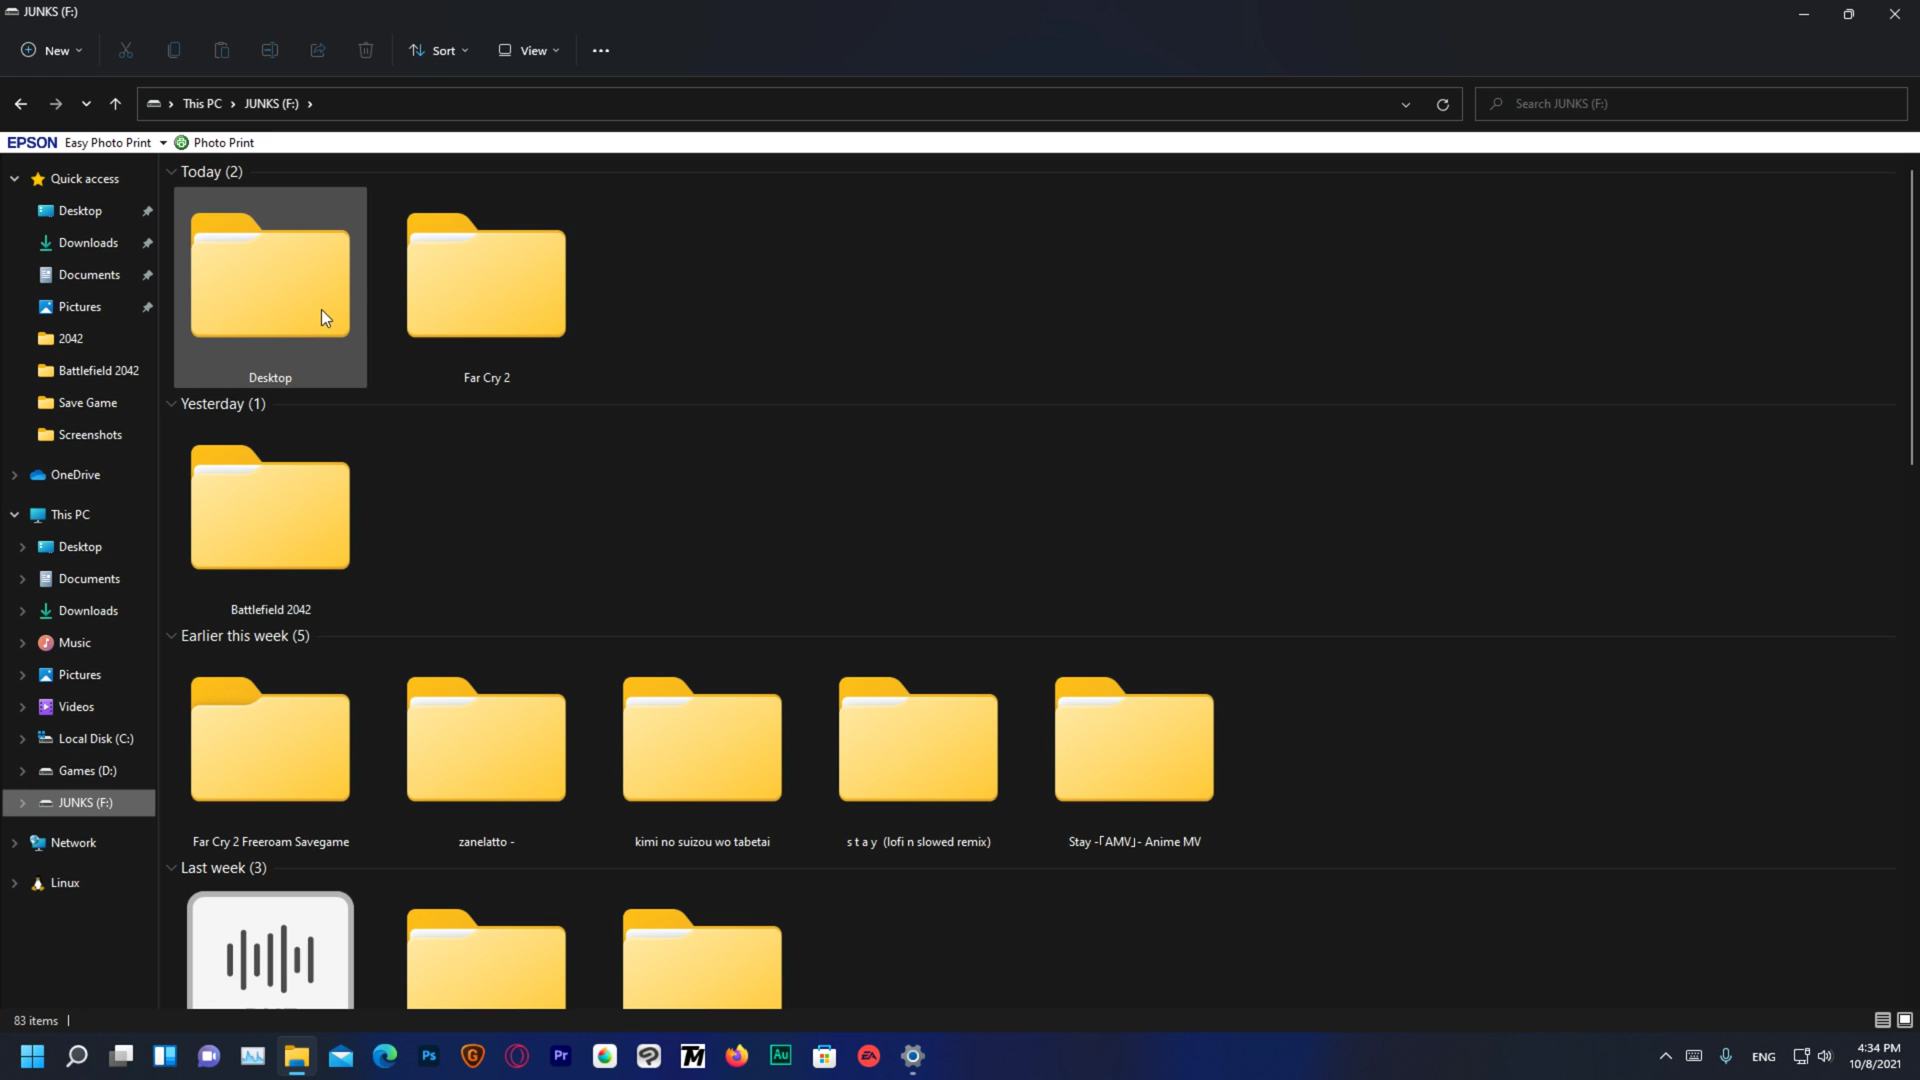 JUNKS (F:)
New
Sort
View
This PC > JUNKS (F:) >
Search JUNKS (F:)
EPSON Easy Photo Print Photo Print
Quick access
Desktop
Downloads
Documents
Pictures
2042
Battlefield 2042
Save Game
Screenshots
OneDrive
This PC
Desktop
Documents
Downloads
Music
Pictures
Videos
Local Disk (C:)
Games (D:)
JUNKS (F:)
Network
Linux
Today (2)
Desktop
Far Cry 2
Yesterday (1)
Battlefield 2042
Earlier this week (5)
Far Cry 2 Freeroam Savegame
zanelatto -
kimi no suizou wo tabetai
s t a y (lofi n slowed remix)
Stay -「AMV」- Anime MV
Last week (3)
83 items
Ps
Pr
Au
EA
ENG
4:34 PM
10/8/2021